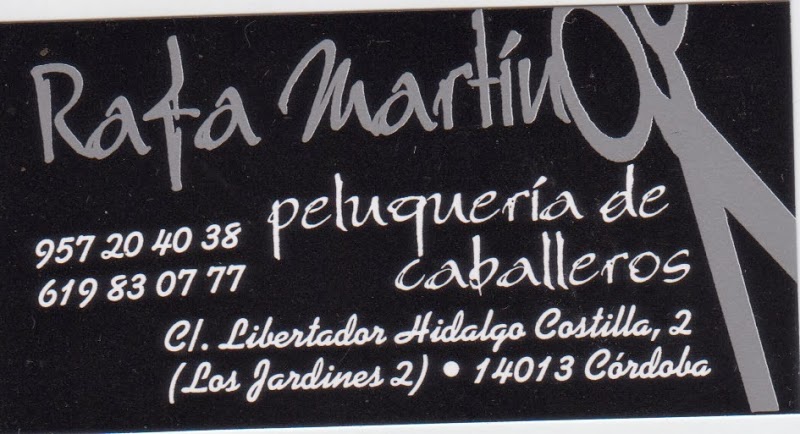 Rafa Martín
peluquería de
caballeros
957 20 40 38
619 83 07 77
C/. Libertador Hidalgo Costilla, 2
(Los Jardines 2) • 14013 Córdoba